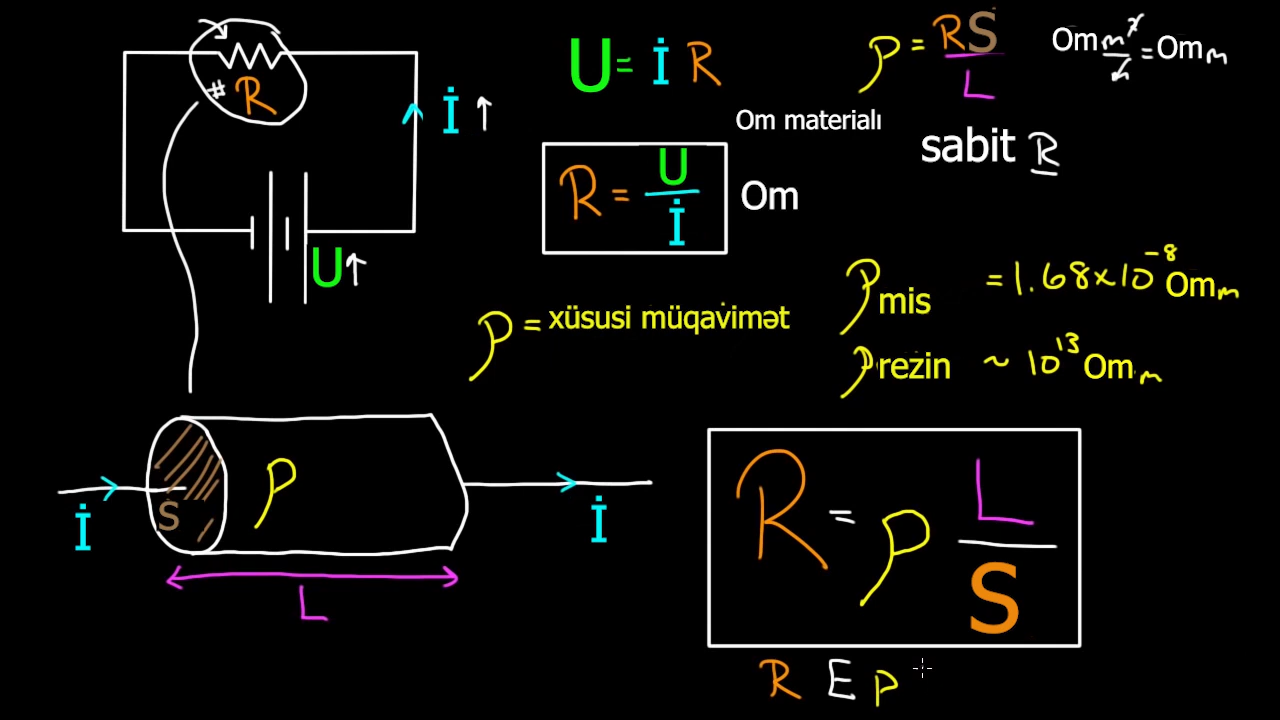 # R
İ ↑
U↑
U = İ R
R = U/İ Om
Om materialı
ρ = RS/L
Om m²/m = Om m
sabit R
ρ = xüsusi müqavimət
ρ mis = 1.68×10⁻⁸ Om m
ρ rezin ~ 10¹³ Om m
İ S ρ İ
L
R = ρ L/S
R E ρ